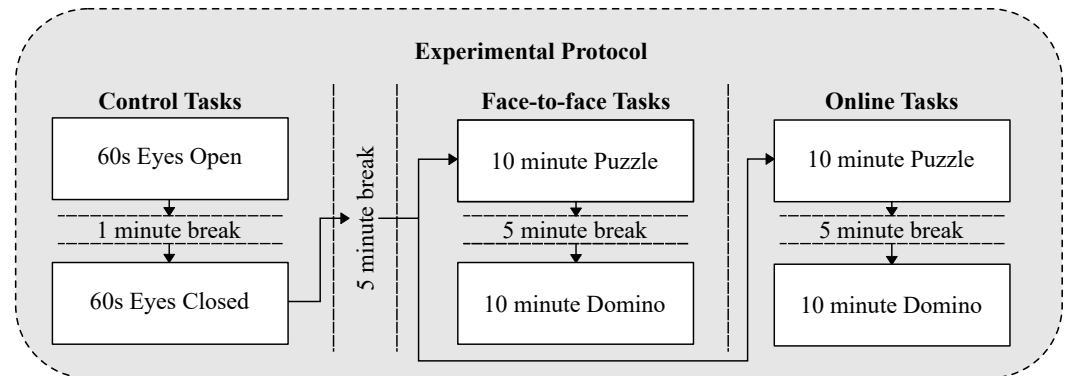 Experimental Protocol
Control Tasks
60s Eyes Open
1 minute break
60s Eyes Closed
5 minute break
Face-to-face Tasks
10 minute Puzzle
5 minute break
10 minute Domino
Online Tasks
10 minute Puzzle
5 minute break
10 minute Domino